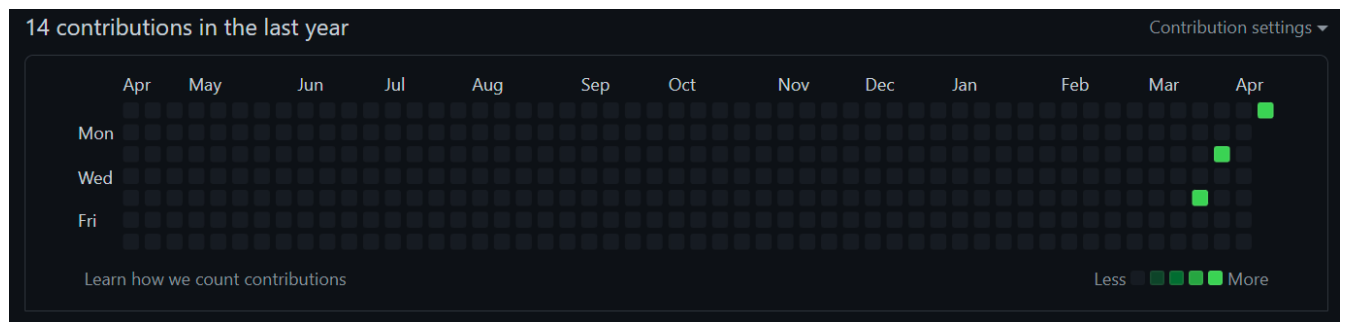 14 contributions in the last year
Contribution settings
Apr May Jun Jul Aug Sep Oct Nov Dec Jan Feb Mar Apr
Mon
Wed
Fri
Learn how we count contributions
Less More